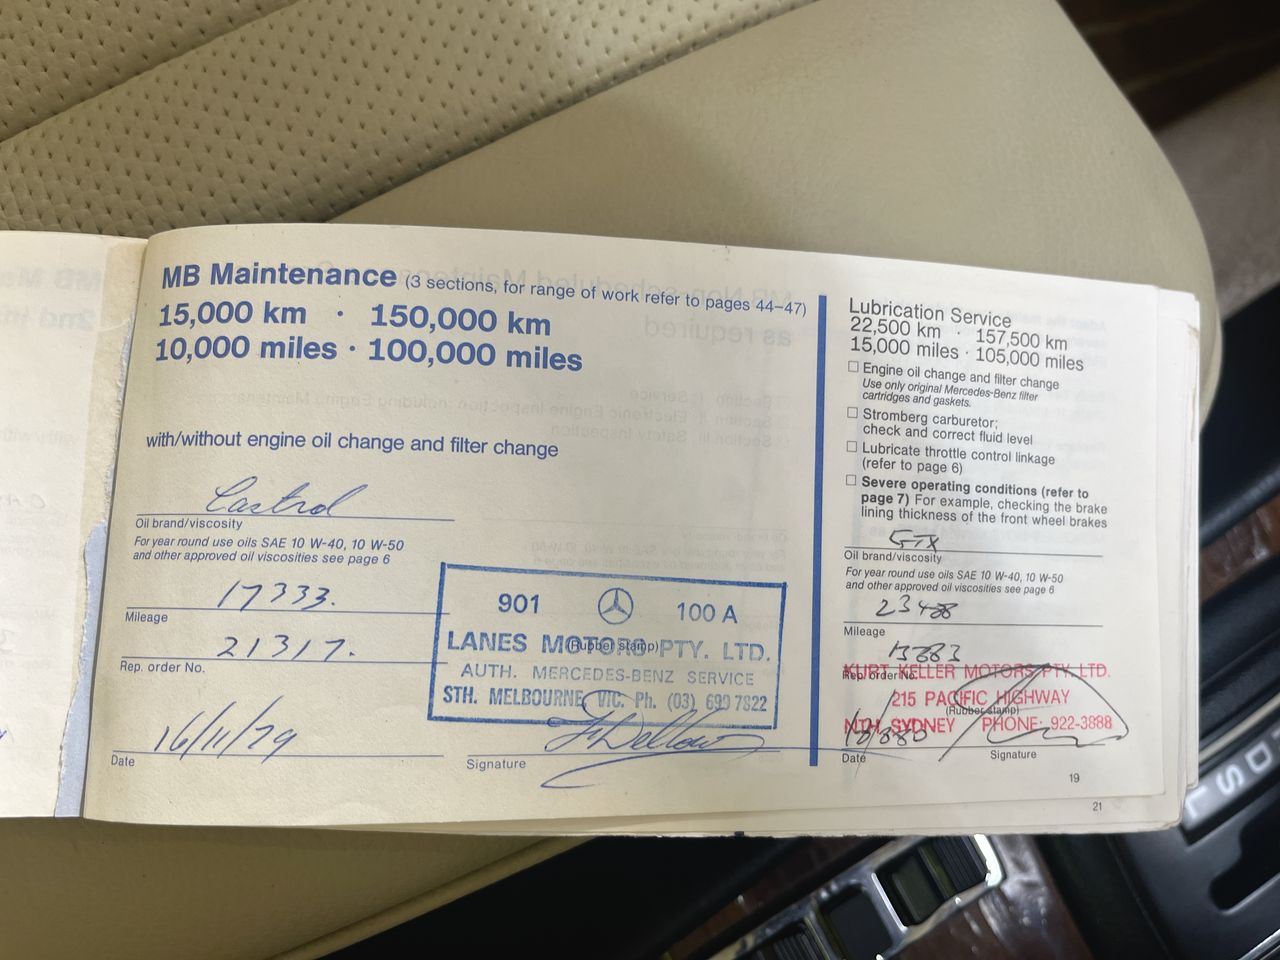 MB Maintenance (3 sections, for range of work refer to pages 44–47)
15,000 km · 150,000 km
10,000 miles · 100,000 miles
with/without engine oil change and filter change
Castrol
Oil brand/viscosity
For year round use oils SAE 10 W-40, 10 W-50
and other approved oil viscosities see page 6
17333.
Mileage
21317.
Rep. order No.
16/11/79
Date
901 100 A
LANES MOTORS PTY. LTD.
(Rubber stamp)
AUTH. MERCEDES-BENZ SERVICE
STH. MELBOURNE, VIC. Ph. (03) 699 7822
Signature
Lubrication Service
22,500 km · 157,500 km
15,000 miles · 105,000 miles
Engine oil change and filter change
Use only original Mercedes-Benz filter
cartridges and gaskets.
Stromberg carburetor;
check and correct fluid level
Lubricate throttle control linkage
(refer to page 6)
Severe operating conditions (refer to
page 7) For example, checking the brake
lining thickness of the front wheel brakes
GTX
Oil brand/viscosity
For year round use oils SAE 10 W-40, 10 W-50
and other approved oil viscosities see page 6
23488
Mileage
13883
Rep. order No.
KURT KELLER MOTORS PTY. LTD.
215 PACIFIC HIGHWAY
(Rubber stamp)
NTH. SYDNEY PHONE: 922-3888
Date
Signature
19
21